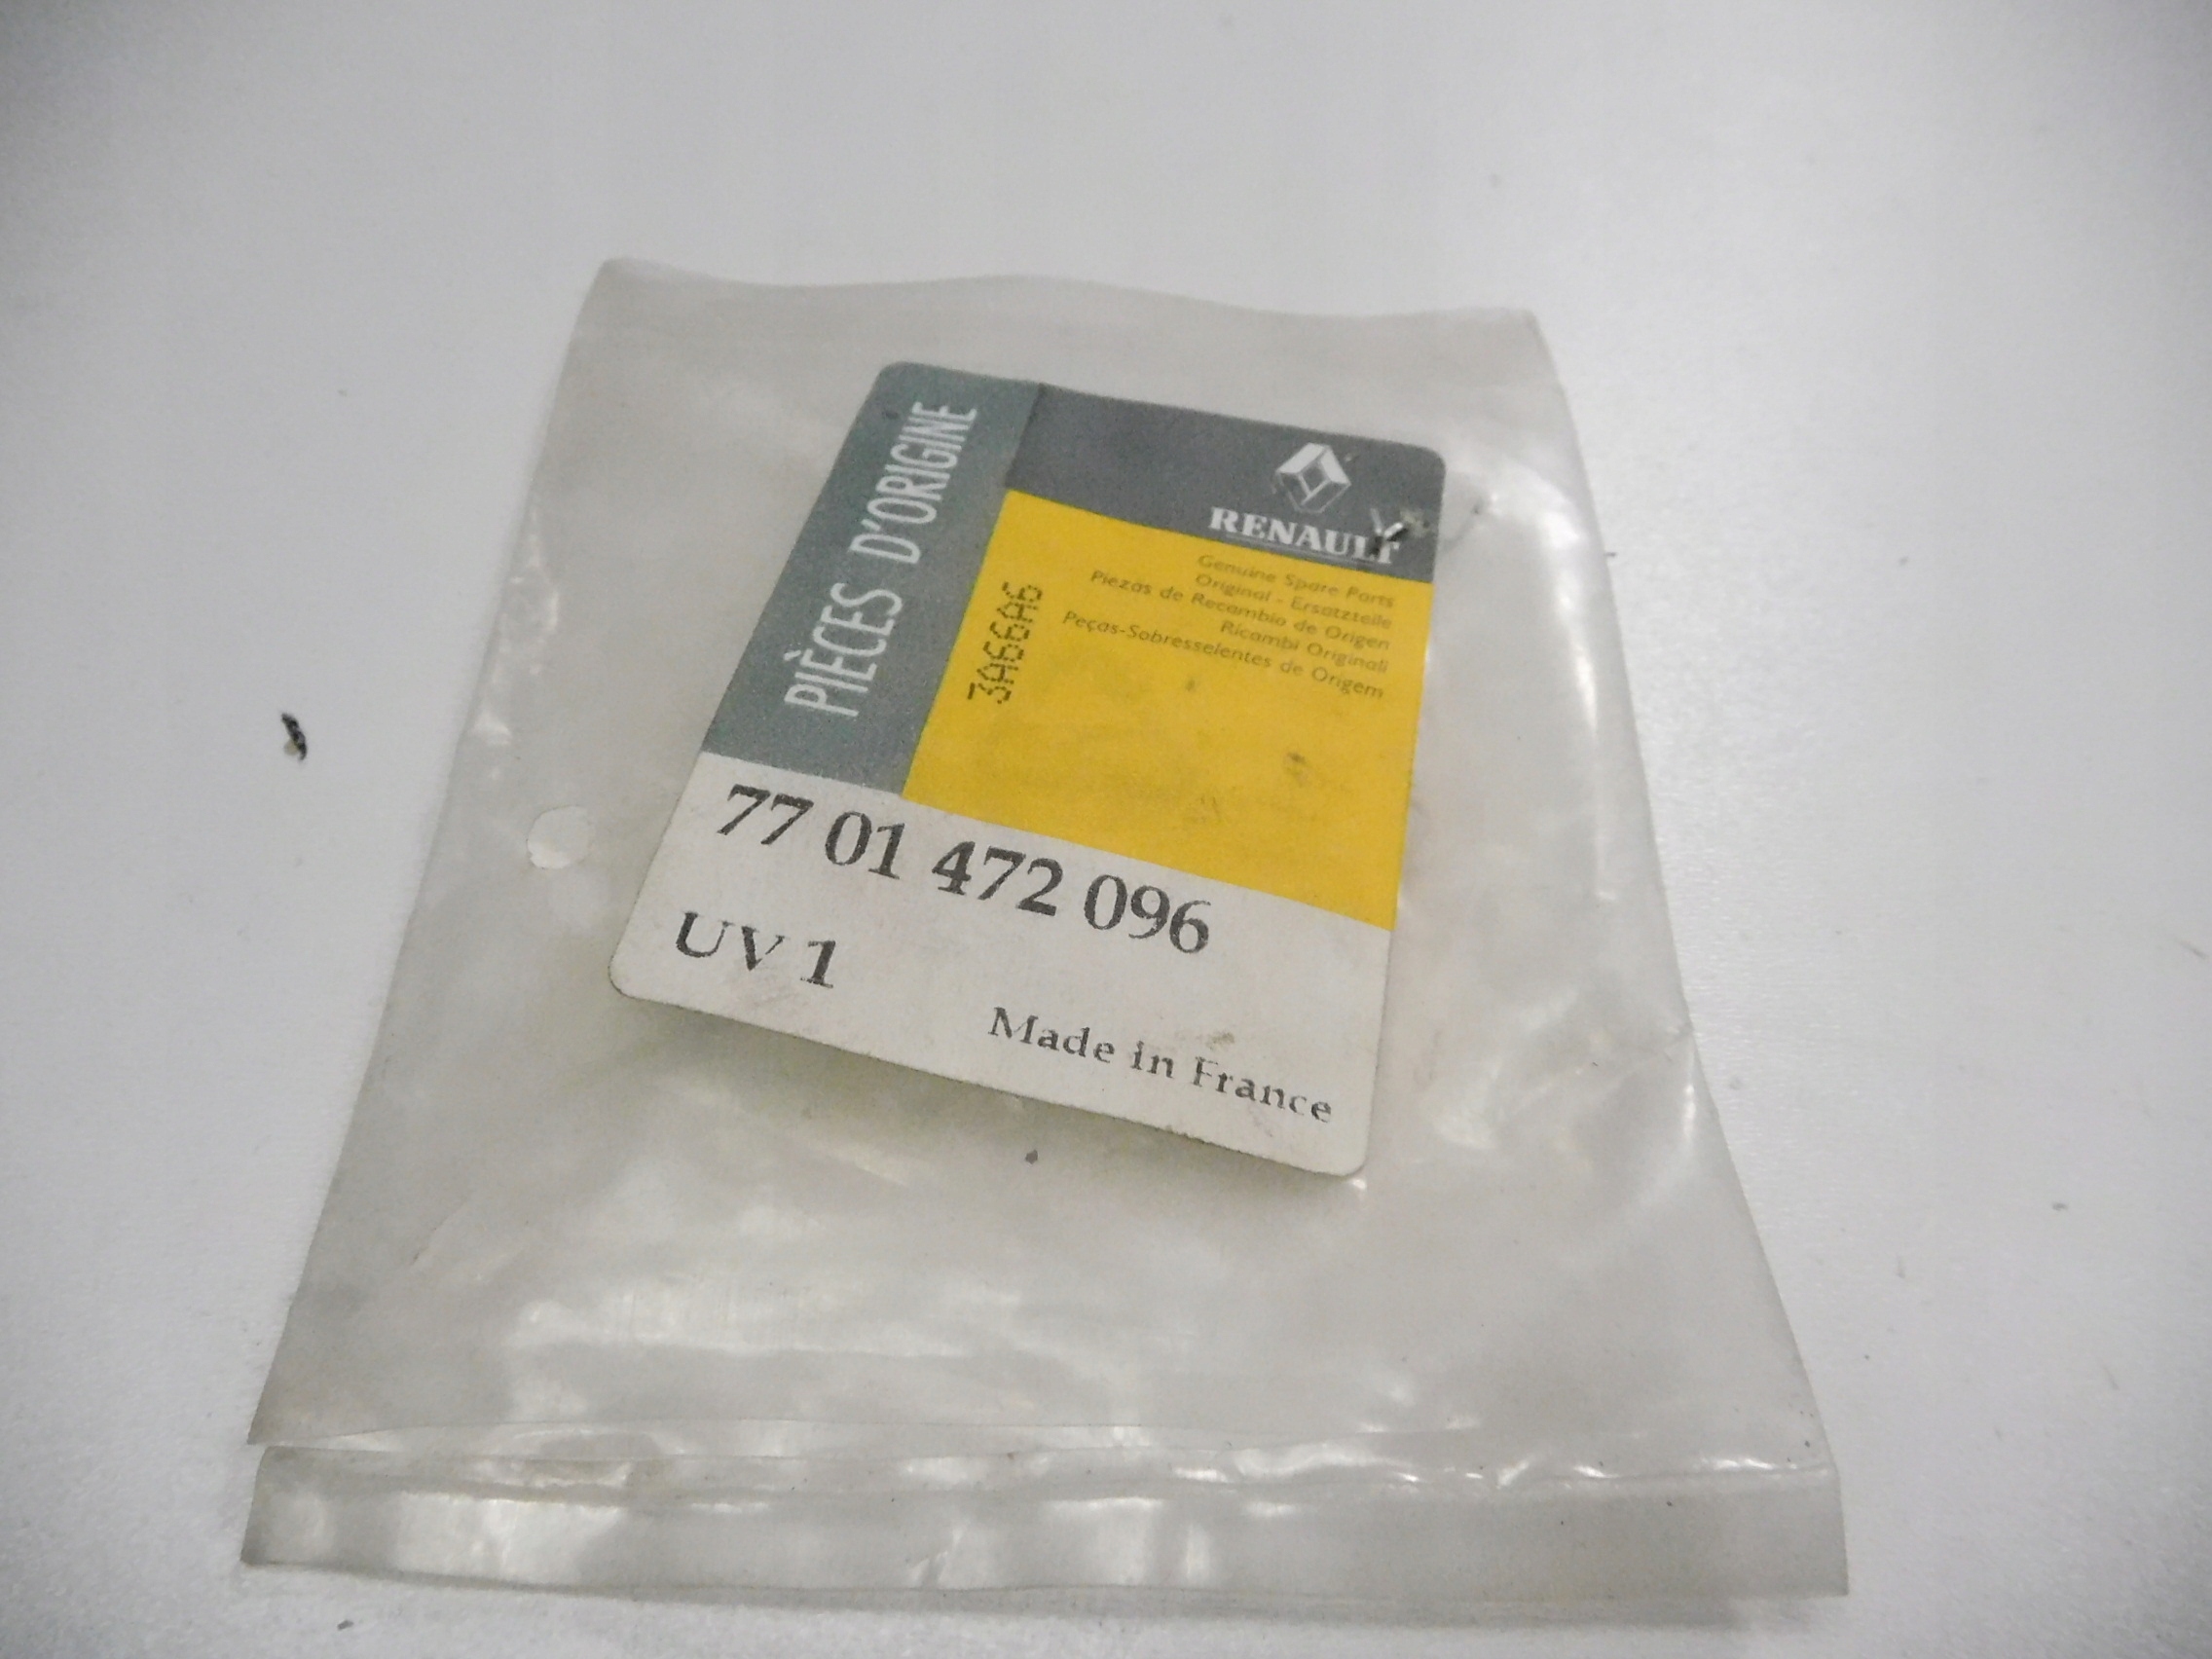 PIÈCES D'ORIGINE
RENAULT
Genuine Spare Parts
Original - Ersatzteile
Piezas de Recambio de Origen
Ricambi Originali
Peças-Sobresselentes de Origem
3A66A6
77 01 472 096
UV 1
Made in France